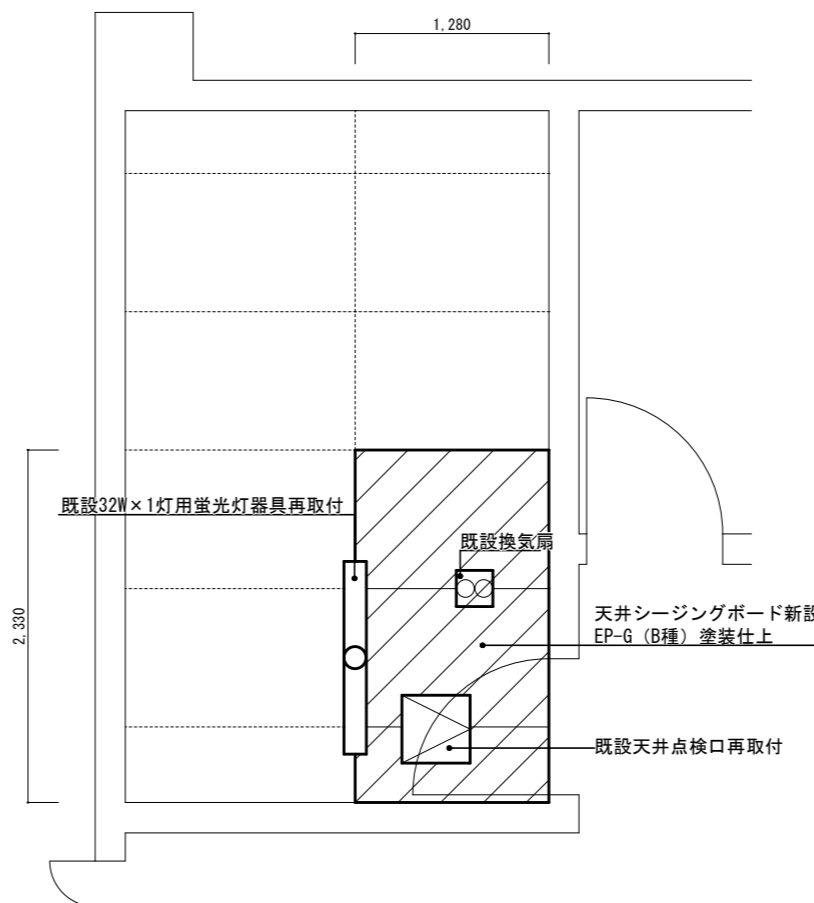 1,280
既設32W×1灯用蛍光灯器具再取付
既設換気扇
2,330
天井シージングボード新設
EP-G（B種）塗装仕上
既設天井点検口再取付